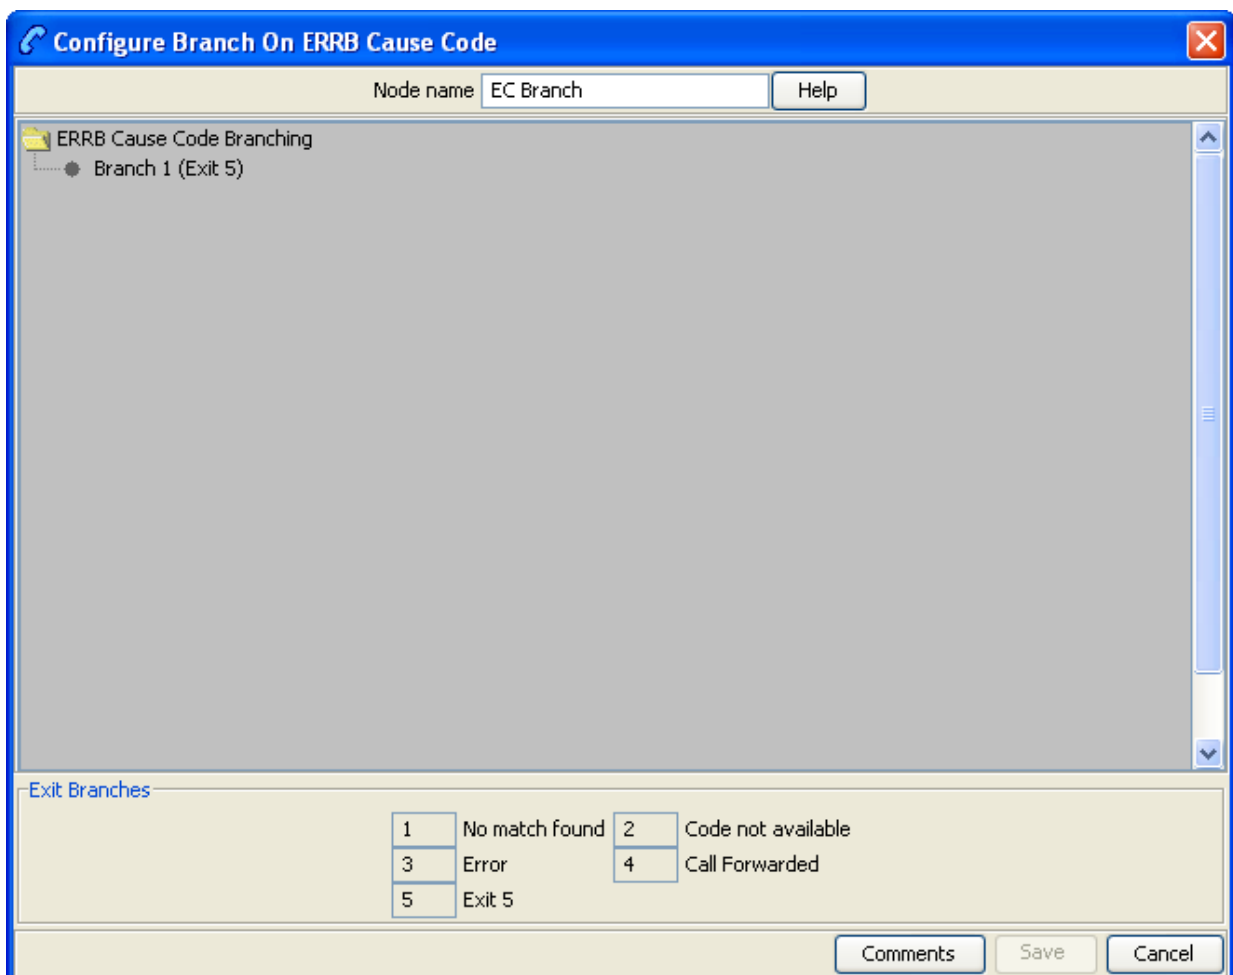 Configure Branch On ERRB Cause Code
Node name EC Branch Help
ERRB Cause Code Branching
Branch 1 (Exit 5)
Exit Branches
1 No match found 2 Code not available
3 Error 4 Call Forwarded
5 Exit 5
Comments Save Cancel